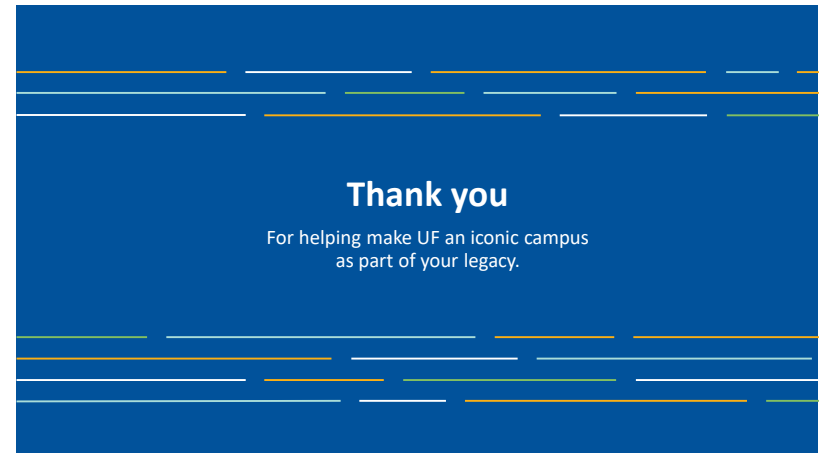 Thank you
For helping make UF an iconic campus
as part of your legacy.